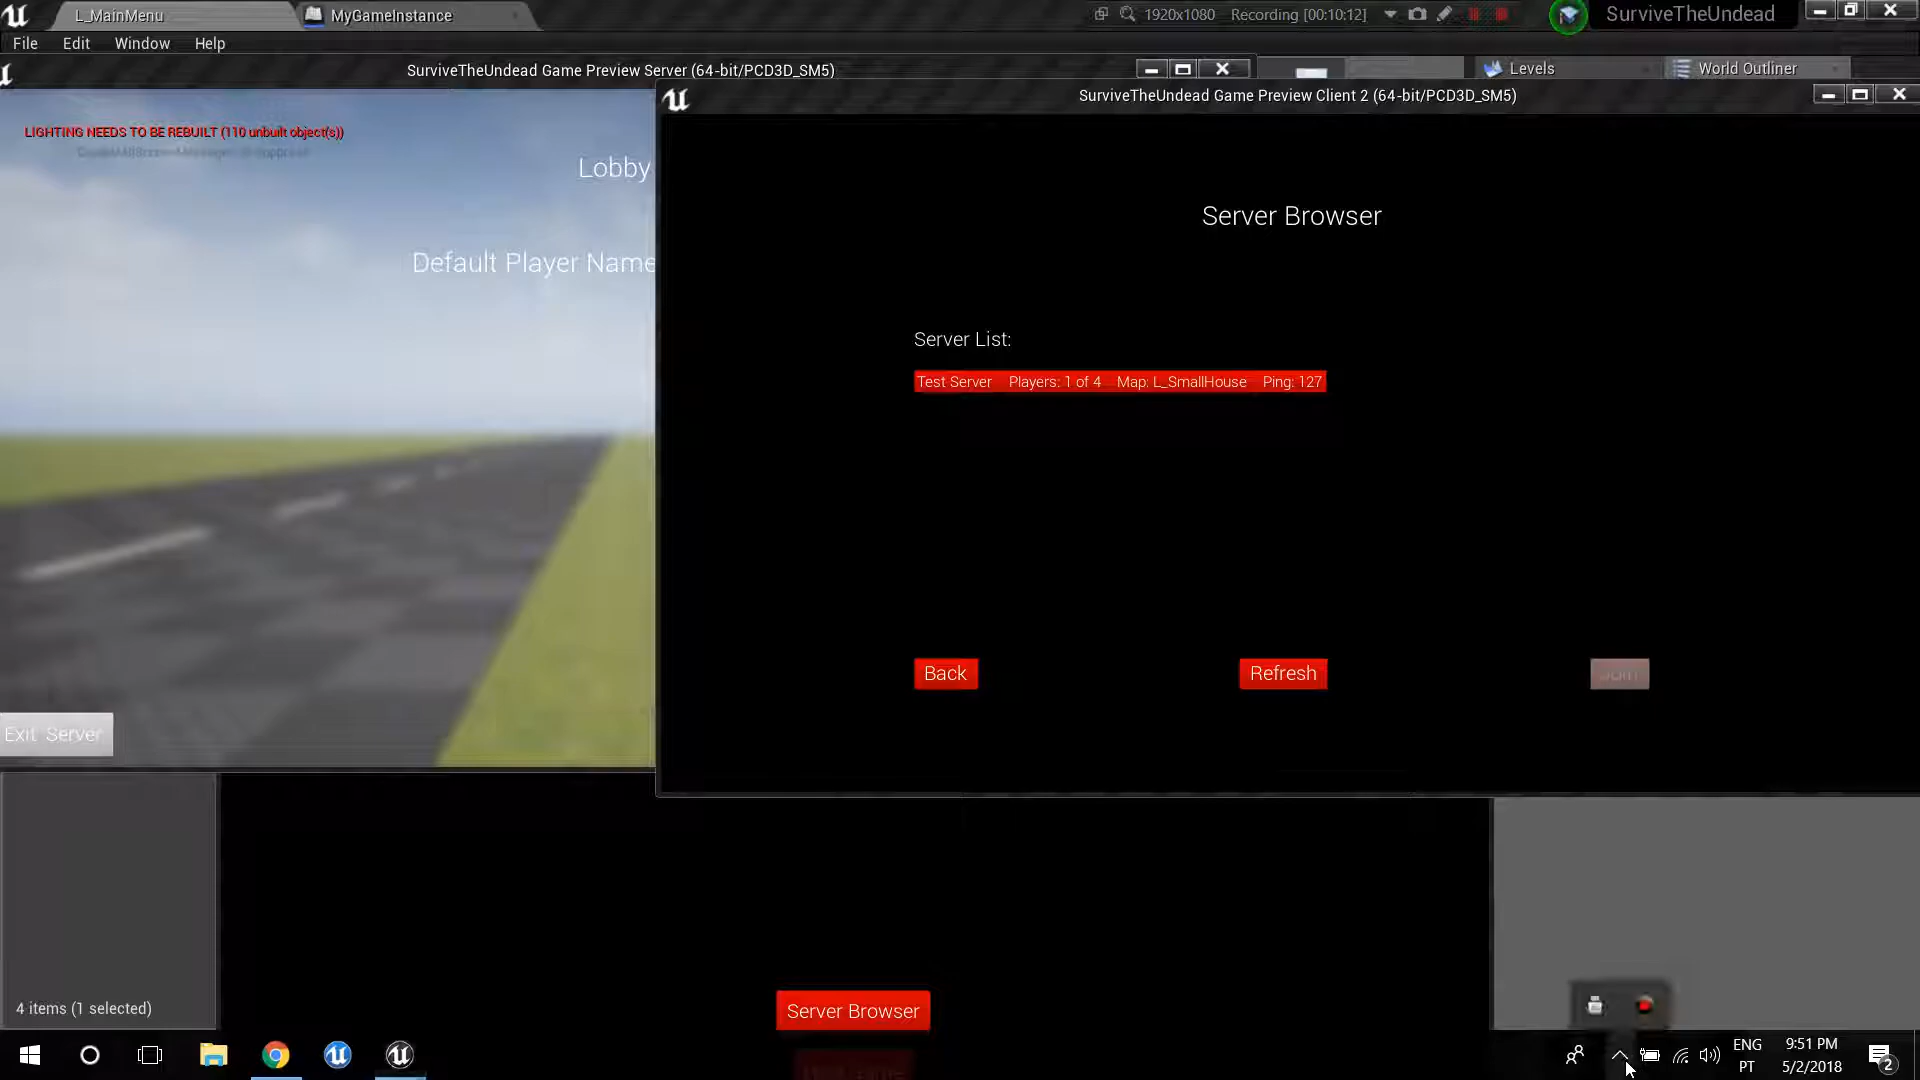 L_MainMenu
MyGameInstance
1920x1080
Recording [00:10:12]
SurviveTheUndead
File Edit Window Help
SurviveTheUndead Game Preview Server (64-bit/PCD3D_SM5)
Levels
World Outliner
SurviveTheUndead Game Preview Client 2 (64-bit/PCD3D_SM5)
LIGHTING NEEDS TO BE REBUILT (110 unbuilt object(s))
Lobby
Default Player Name
Server Browser
Server List:
Test Server Players: 1 of 4 Map: L_SmallHouse Ping: 127
Back
Refresh
Join
Exit Server
4 items (1 selected)
Server Browser
ENG
PT
9:51 PM
5/2/2018
2